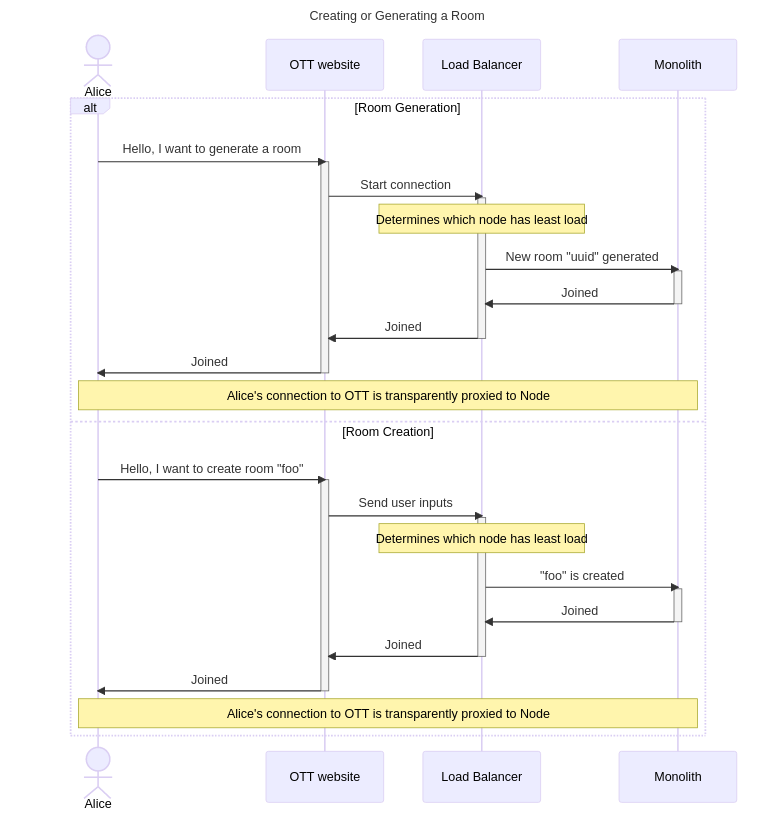 Creating or Generating a Room
Alice
OTT website
Load Balancer
Monolith
alt
[Room Generation]
Hello, I want to generate a room
Start connection
Determines which node has least load
New room "uuid" generated
Joined
Joined
Joined
Alice's connection to OTT is transparently proxied to Node
[Room Creation]
Hello, I want to create room "foo"
Send user inputs
Determines which node has least load
"foo" is created
Joined
Joined
Joined
Alice's connection to OTT is transparently proxied to Node
Alice
OTT website
Load Balancer
Monolith